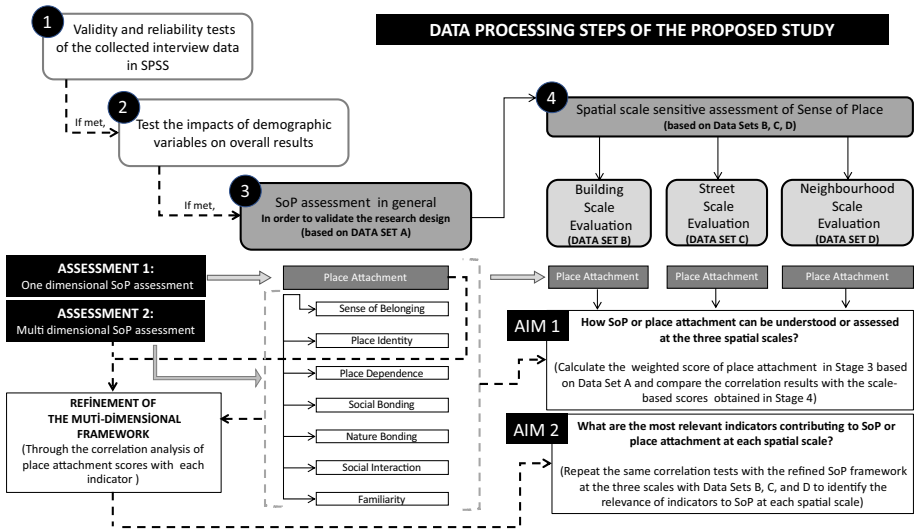 DATA PROCESSING STEPS OF THE PROPOSED STUDY
1
Validity and reliability tests
of the collected interview data
in SPSS
If met,
2
Test the impacts of demographic
variables on overall results
If met,
3
SoP assessment in general
In order to validate the research design
(based on DATA SET A)
4
Spatial scale sensitive assessment of Sense of Place
(based on Data Sets B, C, D)
Building
Scale
Evaluation
(DATA SET B)
Street
Scale
Evaluation
(DATA SET C)
Neighbourhood
Scale
Evaluation
(DATA SET D)
ASSESSMENT 1:
One dimensional SoP assessment
ASSESSMENT 2:
Multi dimensional SoP assessment
Place Attachment
Sense of Belonging
Place Identity
Place Dependence
Social Bonding
Nature Bonding
Social Interaction
Familiarity
Place Attachment
Place Attachment
Place Attachment
REFİNEMENT OF
THE MUTİ-DİMENSİONAL
FRAMEWORK
(Through the correlation analysis of
place attachment scores with each
indicator )
AIM 1
How SoP or place attachment can be understood or assessed
at the three spatial scales?
(Calculate the weighted score of place attachment in Stage 3 based
on Data Set A and compare the correlation results with the scale-
based scores obtained in Stage 4)
AIM 2
What are the most relevant indicators contributing to SoP or
place attachment at each spatial scale?
(Repeat the same correlation tests with the refined SoP framework
at the three scales with Data Sets B, C, and D to identify the
relevance of indicators to SoP at each spatial scale)